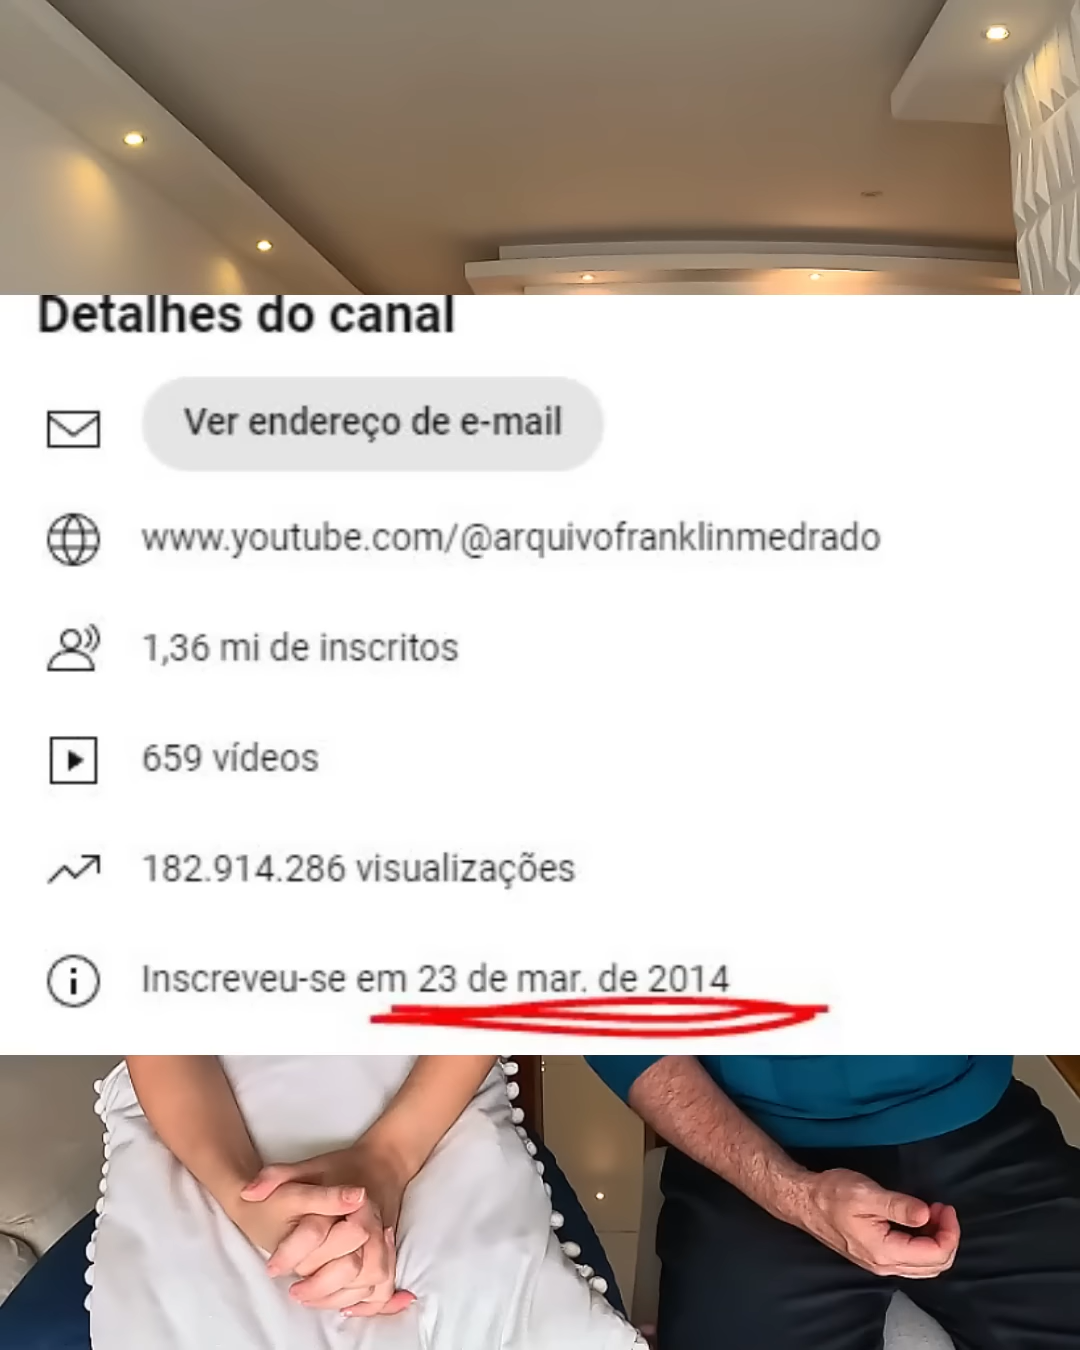 Detalhes do canal
Ver endereço de e-mail
www.youtube.com/@arquivofranklinmedrado
1,36 mi de inscritos
659 vídeos
182.914.286 visualizações
Inscreveu-se em 23 de mar. de 2014